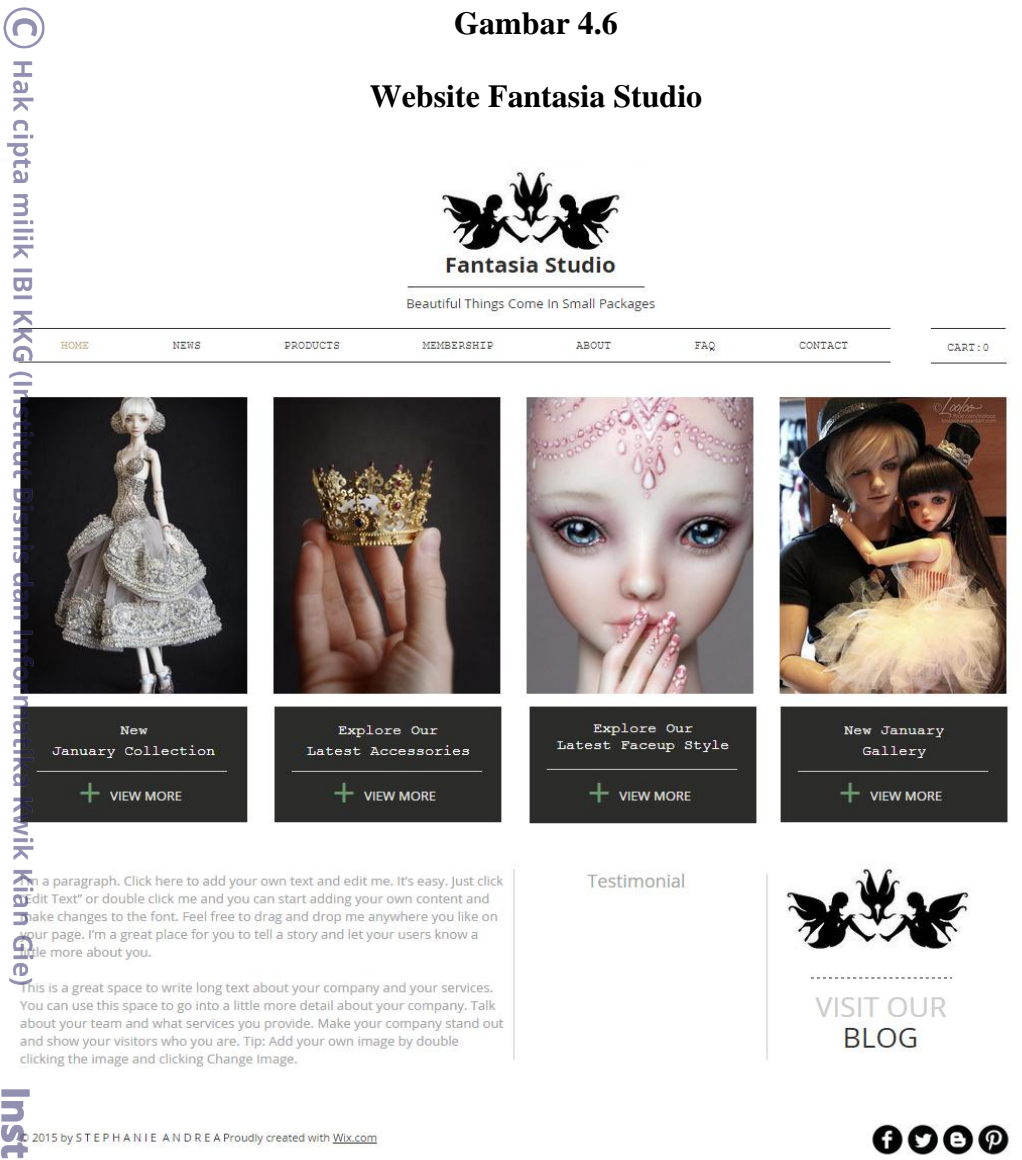 Gambar 4.6
Website Fantasia Studio
Fantasia Studio
Beautiful Things Come In Small Packages
HOME NEWS PRODUCTS MEMBERSHIP ABOUT FAQ CONTACT CART:0
New
January Collection
VIEW MORE
Explore Our
Latest Accessories
VIEW MORE
Explore Our
Latest Faceup Style
VIEW MORE
New January
Gallery
VIEW MORE
I'm a paragraph. Click here to add your own text and edit me. It's easy. Just click
"Edit Text" or double click me and you can start adding your own content and
make changes to the font. Feel free to drag and drop me anywhere you like on
your page. I'm a great place for you to tell a story and let your users know a
little more about you.
This is a great space to write long text about your company and your services.
You can use this space to go into a little more detail about your company. Talk
about your team and what services you provide. Make your company stand out
and show your visitors who you are. Tip: Add your own image by double
clicking the image and clicking Change Image.
Testimonial
VISIT OUR
BLOG
© 2015 by S T E P H A N I E A N D R E A Proudly created with Wix.com
© Hak cipta milik IBI KKG (Institut Bisnis dan Informatika Kwik Kian Gie)
Inst